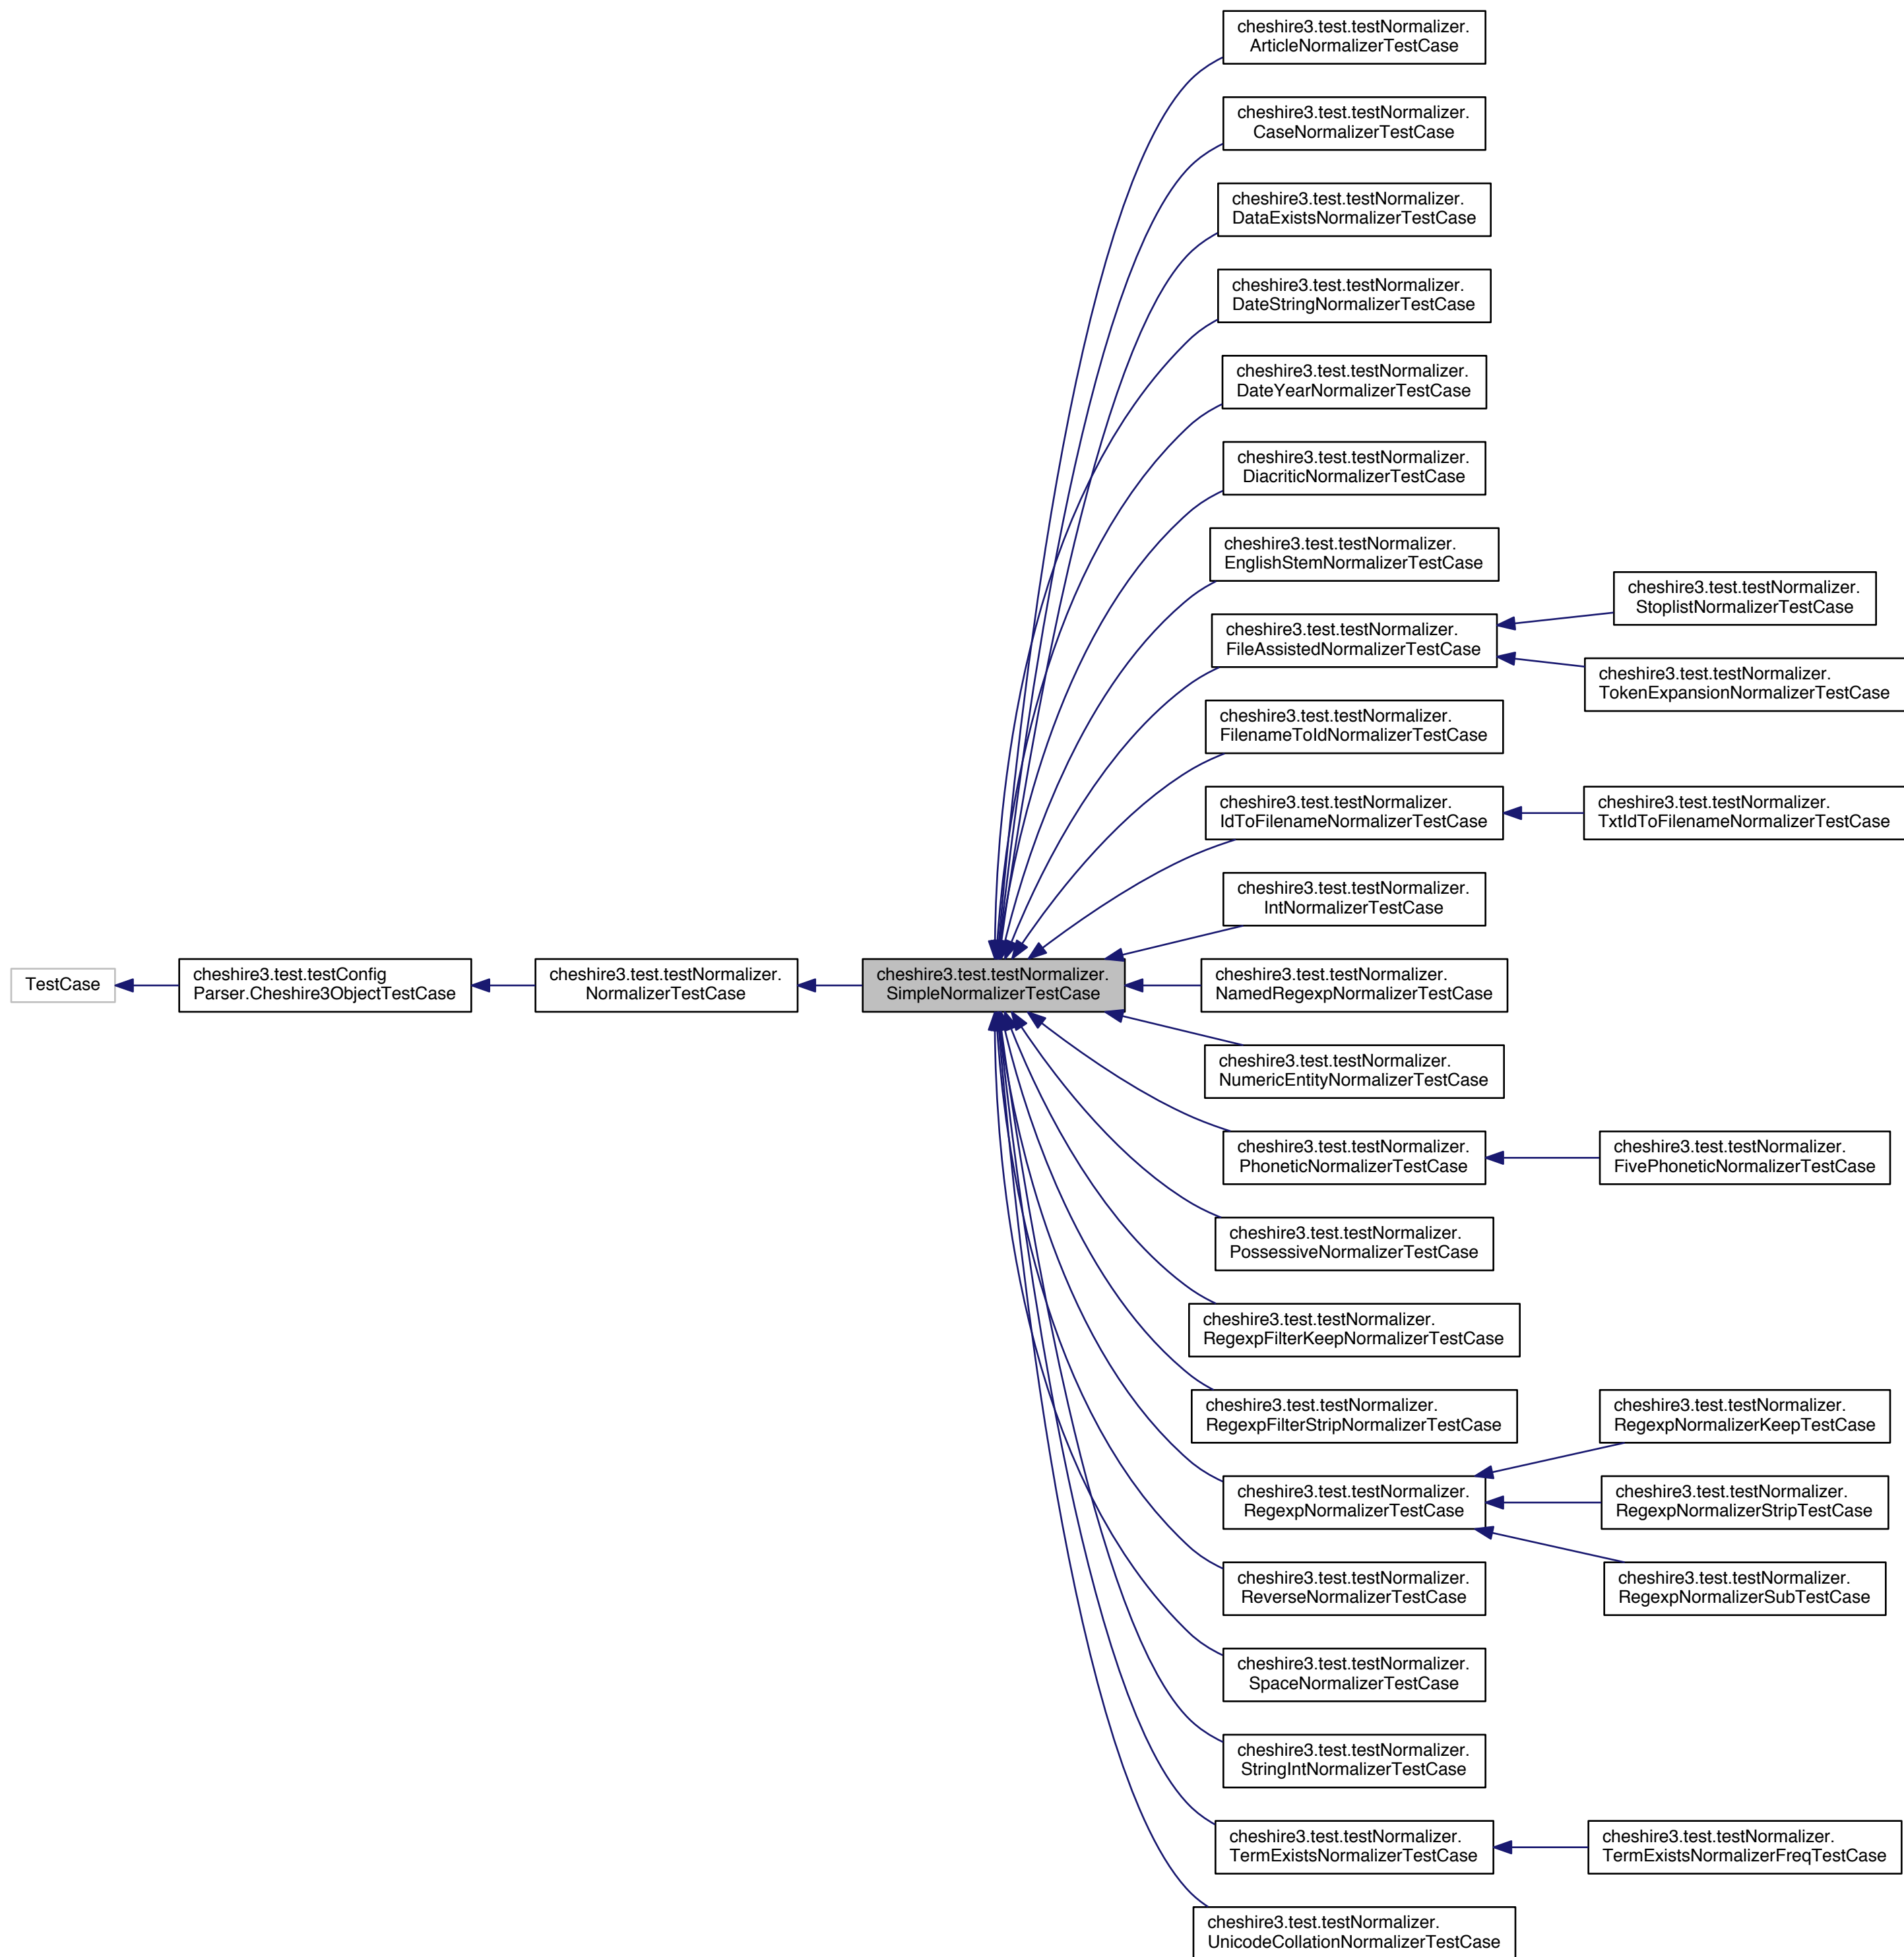 TestCase
cheshire3.test.testConfig
Parser.Cheshire3ObjectTestCase
cheshire3.test.testNormalizer.
NormalizerTestCase
cheshire3.test.testNormalizer.
SimpleNormalizerTestCase
cheshire3.test.testNormalizer.
ArticleNormalizerTestCase
cheshire3.test.testNormalizer.
CaseNormalizerTestCase
cheshire3.test.testNormalizer.
DataExistsNormalizerTestCase
cheshire3.test.testNormalizer.
DateStringNormalizerTestCase
cheshire3.test.testNormalizer.
DateYearNormalizerTestCase
cheshire3.test.testNormalizer.
DiacriticNormalizerTestCase
cheshire3.test.testNormalizer.
EnglishStemNormalizerTestCase
cheshire3.test.testNormalizer.
FileAssistedNormalizerTestCase
cheshire3.test.testNormalizer.
StoplistNormalizerTestCase
cheshire3.test.testNormalizer.
TokenExpansionNormalizerTestCase
cheshire3.test.testNormalizer.
FilenameToIdNormalizerTestCase
cheshire3.test.testNormalizer.
IdToFilenameNormalizerTestCase
cheshire3.test.testNormalizer.
TxtIdToFilenameNormalizerTestCase
cheshire3.test.testNormalizer.
IntNormalizerTestCase
cheshire3.test.testNormalizer.
NamedRegexpNormalizerTestCase
cheshire3.test.testNormalizer.
NumericEntityNormalizerTestCase
cheshire3.test.testNormalizer.
PhoneticNormalizerTestCase
cheshire3.test.testNormalizer.
FivePhoneticNormalizerTestCase
cheshire3.test.testNormalizer.
PossessiveNormalizerTestCase
cheshire3.test.testNormalizer.
RegexpFilterKeepNormalizerTestCase
cheshire3.test.testNormalizer.
RegexpFilterStripNormalizerTestCase
cheshire3.test.testNormalizer.
RegexpNormalizerTestCase
cheshire3.test.testNormalizer.
RegexpNormalizerKeepTestCase
cheshire3.test.testNormalizer.
RegexpNormalizerStripTestCase
cheshire3.test.testNormalizer.
RegexpNormalizerSubTestCase
cheshire3.test.testNormalizer.
ReverseNormalizerTestCase
cheshire3.test.testNormalizer.
SpaceNormalizerTestCase
cheshire3.test.testNormalizer.
StringIntNormalizerTestCase
cheshire3.test.testNormalizer.
TermExistsNormalizerTestCase
cheshire3.test.testNormalizer.
TermExistsNormalizerFreqTestCase
cheshire3.test.testNormalizer.
UnicodeCollationNormalizerTestCase